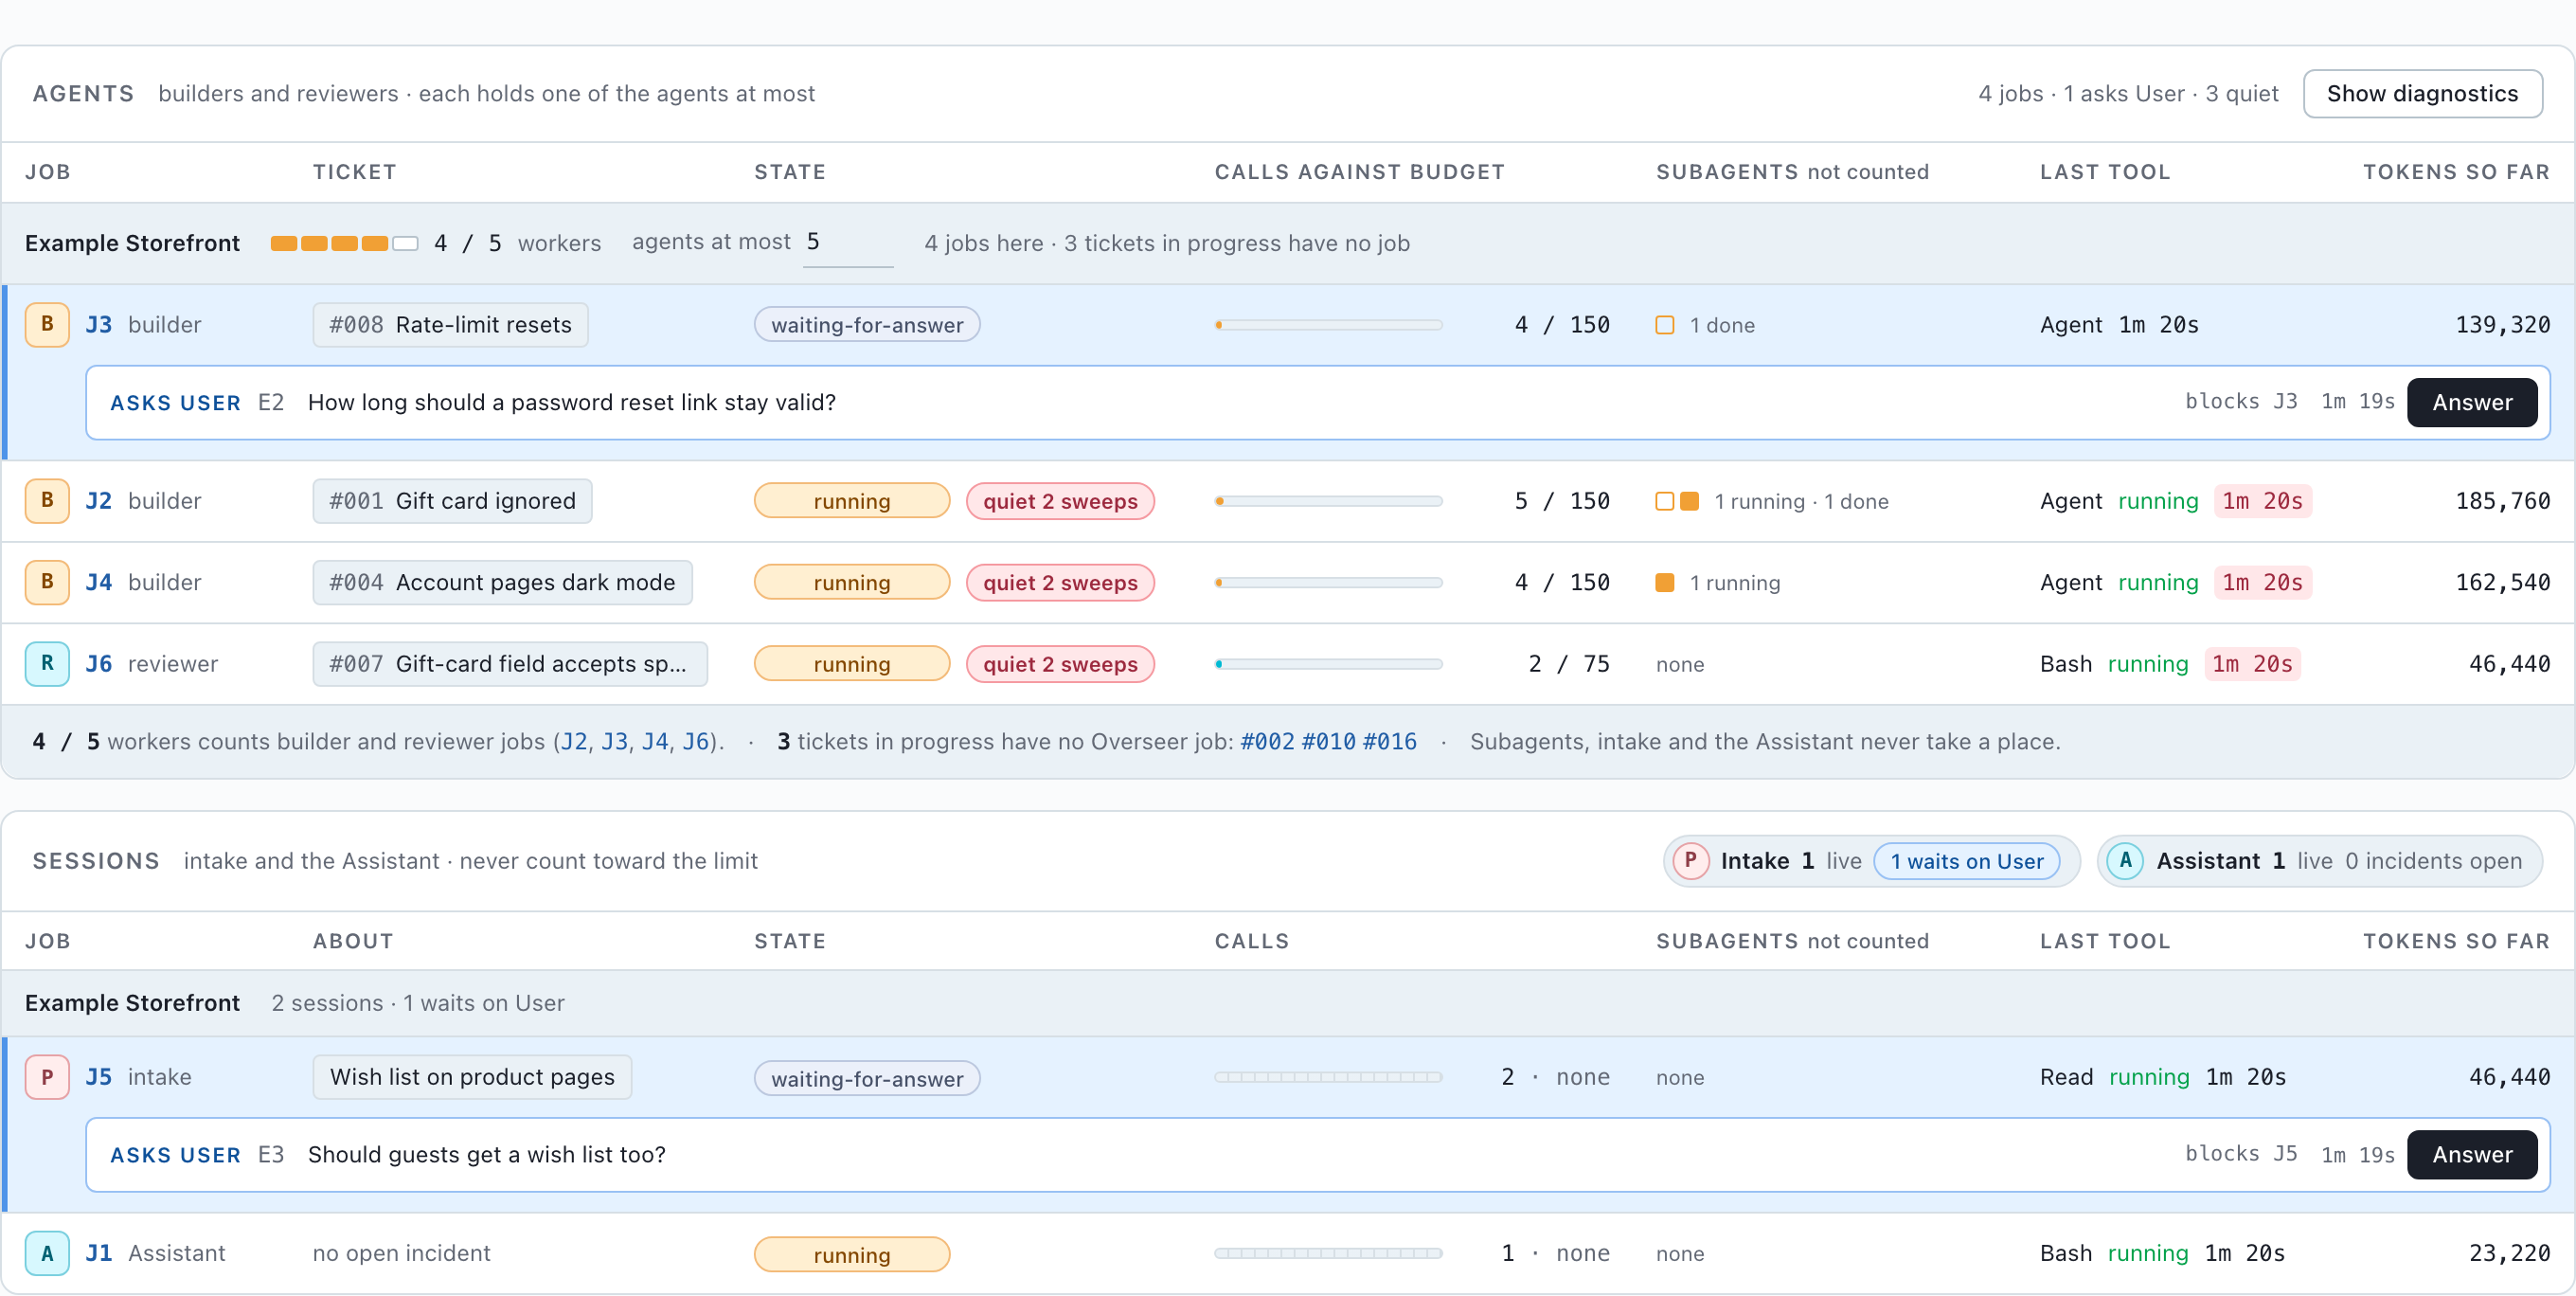 AGENTS builders and reviewers · each holds one of the agents at most 4 jobs · 1 asks User · 3 quiet Show diagnostics
JOB TICKET STATE CALLS AGAINST BUDGET SUBAGENTS not counted LAST TOOL TOKENS SO FAR
Example Storefront 4 / 5 workers agents at most 5 4 jobs here · 3 tickets in progress have no job
B J3 builder #008 Rate-limit resets waiting-for-answer 4 / 150 1 done Agent 1m 20s 139,320
ASKS USER E2 How long should a password reset link stay valid? blocks J3 1m 19s Answer
B J2 builder #001 Gift card ignored running quiet 2 sweeps 5 / 150 1 running · 1 done Agent running 1m 20s 185,760
B J4 builder #004 Account pages dark mode running quiet 2 sweeps 4 / 150 1 running Agent running 1m 20s 162,540
R J6 reviewer #007 Gift-card field accepts sp... running quiet 2 sweeps 2 / 75 none Bash running 1m 20s 46,440
4 / 5 workers counts builder and reviewer jobs (J2, J3, J4, J6). · 3 tickets in progress have no Overseer job: #002 #010 #016 · Subagents, intake and the Assistant never take a place.
SESSIONS intake and the Assistant · never count toward the limit P Intake 1 live 1 waits on User A Assistant 1 live 0 incidents open
JOB ABOUT STATE CALLS SUBAGENTS not counted LAST TOOL TOKENS SO FAR
Example Storefront 2 sessions · 1 waits on User
P J5 intake Wish list on product pages waiting-for-answer 2 · none none Read running 1m 20s 46,440
ASKS USER E3 Should guests get a wish list too? blocks J5 1m 19s Answer
A J1 Assistant no open incident running 1 · none none Bash running 1m 20s 23,220